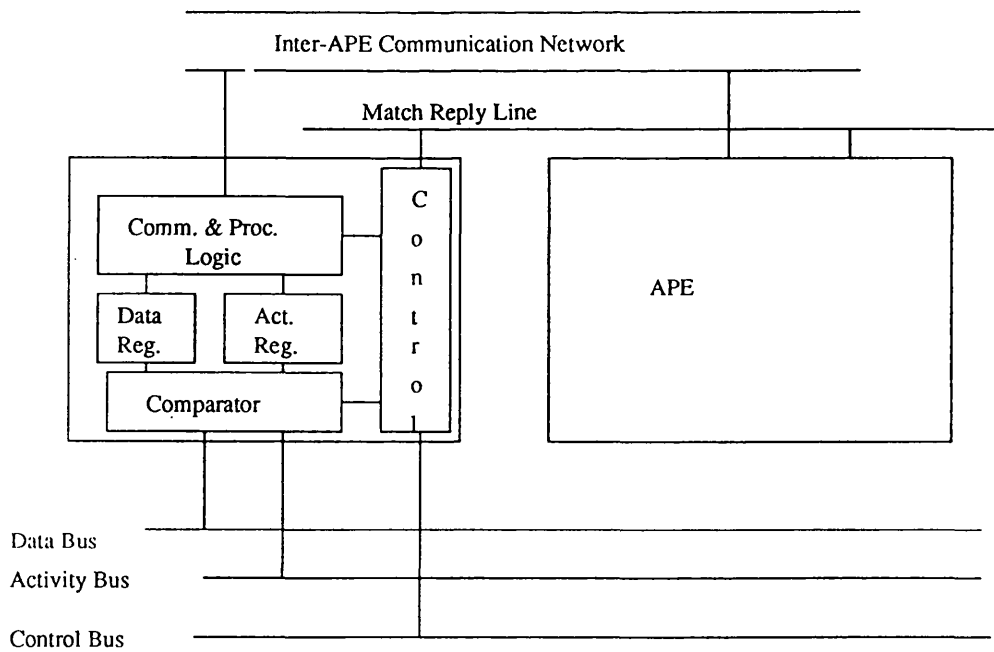 Inter-APE Communication Network
Match Reply Line
Comm. & Proc.
Logic
Data
Reg.
Act.
Reg.
Comparator
C
o
n
t
r
o
l
APE
Data Bus
Activity Bus
Control Bus